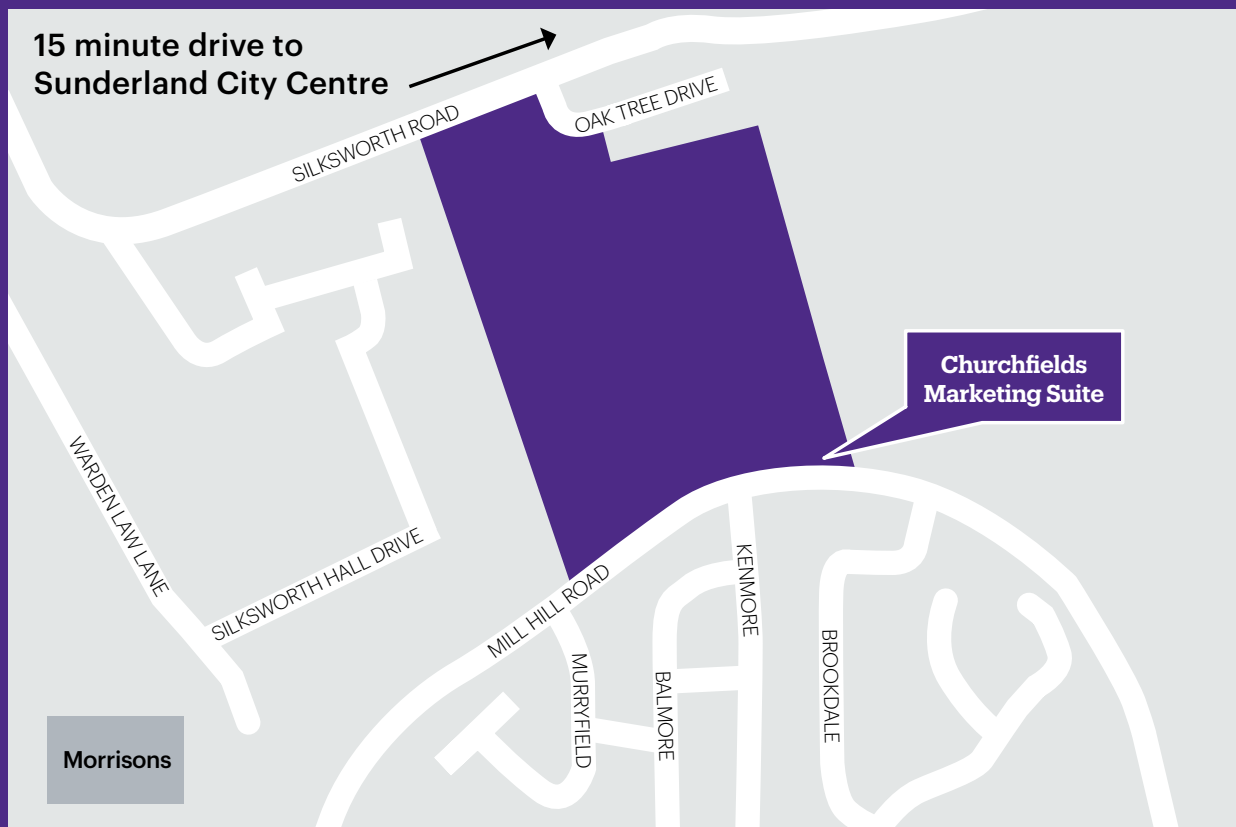 15 minute drive to
Sunderland City Centre
OAK TREE DRIVE
SILKSWORTH ROAD
Churchfields
Marketing Suite
WARDEN LAW LANE
SILKSWORTH HALL DRIVE
MILL HILL ROAD
KENMORE
MURRYFIELD
BALMORE
BROOKDALE
Morrisons